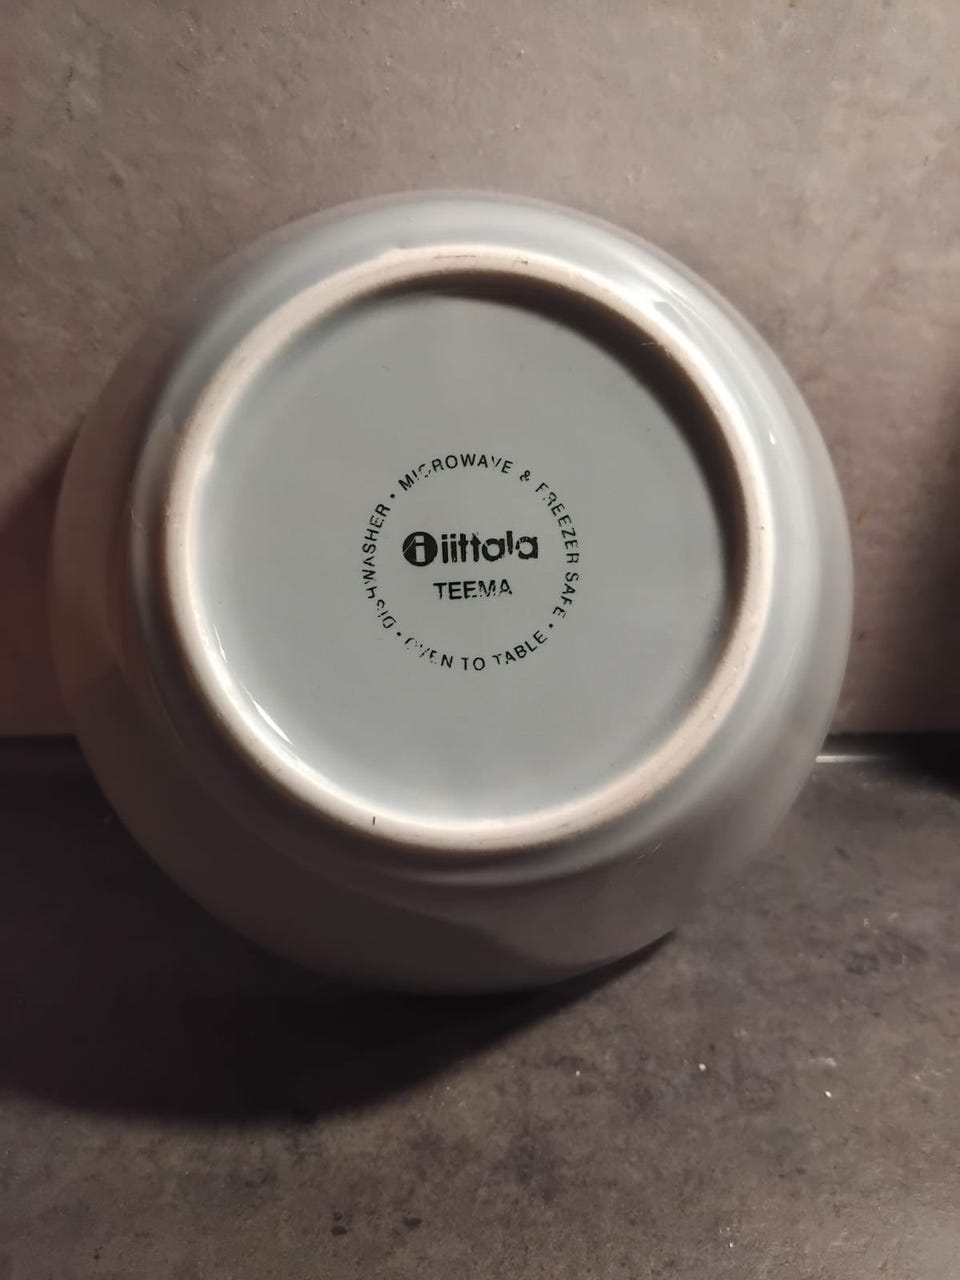 DISHWASHER • MICROWAVE & FREEZER SAFE • OVEN TO TABLE •
i iittala
TEEMA